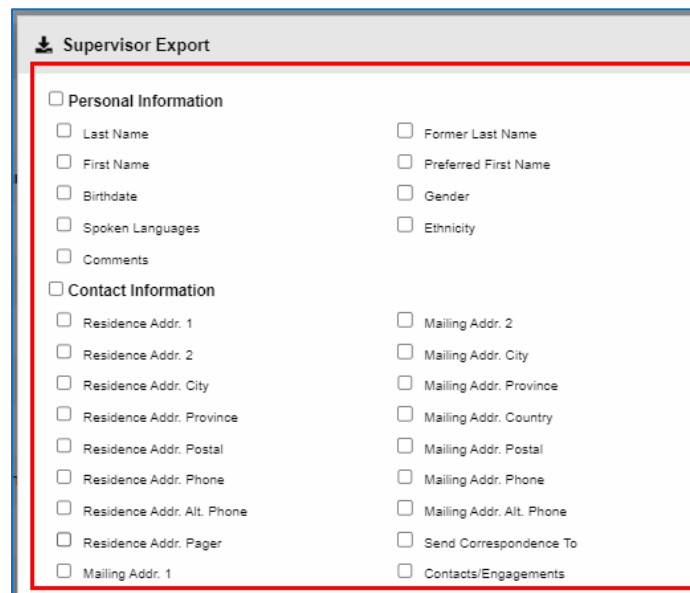 Supervisor Export
Personal Information
Last Name
Former Last Name
First Name
Preferred First Name
Birthdate
Gender
Spoken Languages
Ethnicity
Comments
Contact Information
Residence Addr. 1
Mailing Addr. 2
Residence Addr. 2
Mailing Addr. City
Residence Addr. City
Mailing Addr. Province
Residence Addr. Province
Mailing Addr. Country
Residence Addr. Postal
Mailing Addr. Postal
Residence Addr. Phone
Mailing Addr. Phone
Residence Addr. Alt. Phone
Mailing Addr. Alt. Phone
Residence Addr. Pager
Send Correspondence To
Mailing Addr. 1
Contacts/Engagements